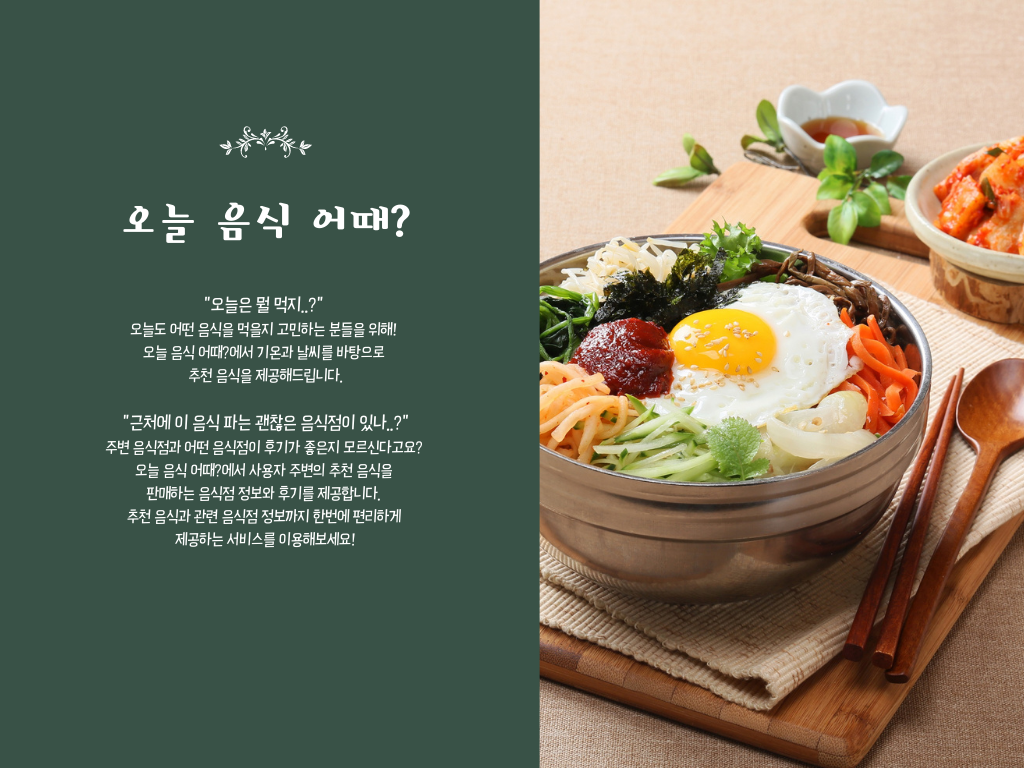 오늘 음식 어때?
"오늘은 뭘 먹지..?"
오늘도 어떤 음식을 먹을지 고민하는 분들을 위해!
오늘 음식 어때?에서 기온과 날씨를 바탕으로
추천 음식을 제공해드립니다.
"근처에 이 음식 파는 괜찮은 음식점이 있나..?"
주변 음식점과 어떤 음식점이 후기가 좋은지 모르신다고요?
오늘 음식 어때?에서 사용자 주변의 추천 음식을
판매하는 음식점 정보와 후기를 제공합니다.
추천 음식과 관련 음식점 정보까지 한번에 편리하게
제공하는 서비스를 이용해보세요!